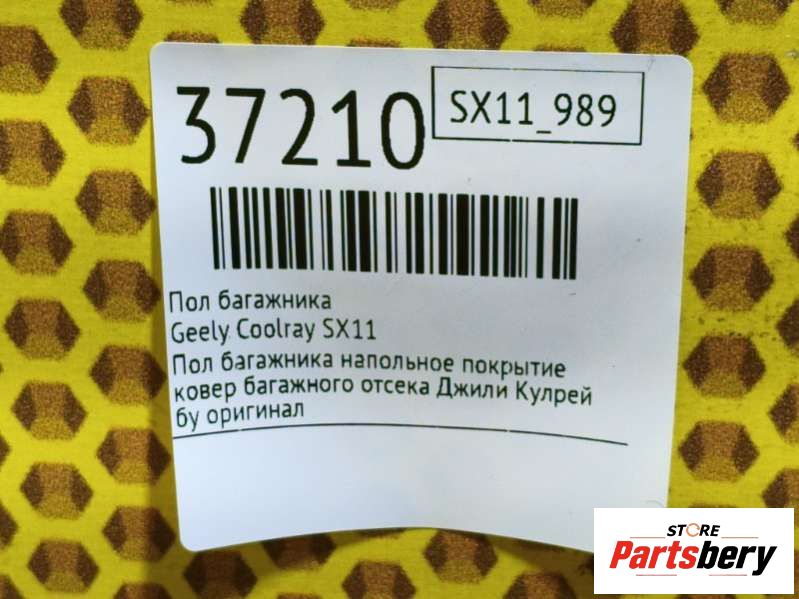 37210
SX11_989
Пол багажника
Geely Coolray SX11
Пол багажника напольное покрытие
ковер багажного отсека Джили Кулрей
бу оригинал
STORE
Partsbery